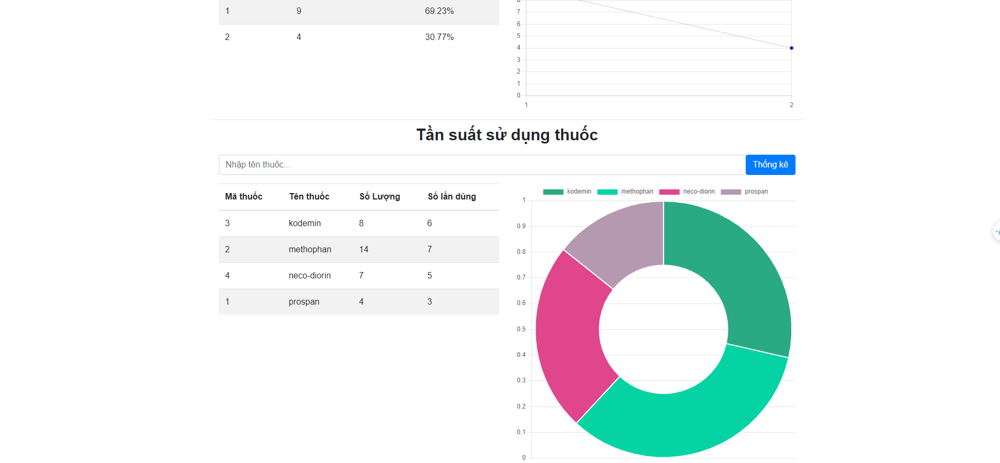 1 9 69.23%
2 4 30.77%
8
7
6
5
4
3
2
1
0
1 2
Tần suất sử dụng thuốc
Nhập tên thuốc... Thống kê
Mã thuốc Tên thuốc Số Lượng Số lần dùng
3 kodemin 8 6
2 methophan 14 7
4 neco-diorin 7 5
1 prospan 4 3
kodemin methophan neco-diorin prospan
1
0.9
0.8
0.7
0.6
0.5
0.4
0.3
0.2
0.1
0